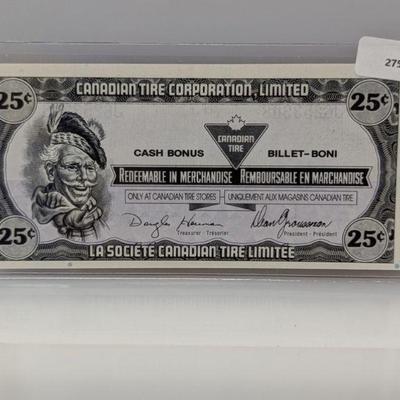 275
CANADIAN TIRE CORPORATION, LIMITED
25¢ 25¢
CANADIAN
TIRE
CASH BONUS BILLET-BONI
REDEEMABLE IN MERCHANDISE REMBOURSABLE EN MARCHANDISE
ONLY AT CANADIAN TIRE STORES UNIQUEMENT AUX MAGASINS CANADIAN TIRE
Treasurer - Trésorier President - Président
25¢ 25¢
LA SOCIÉTÉ CANADIAN TIRE LIMITÉE